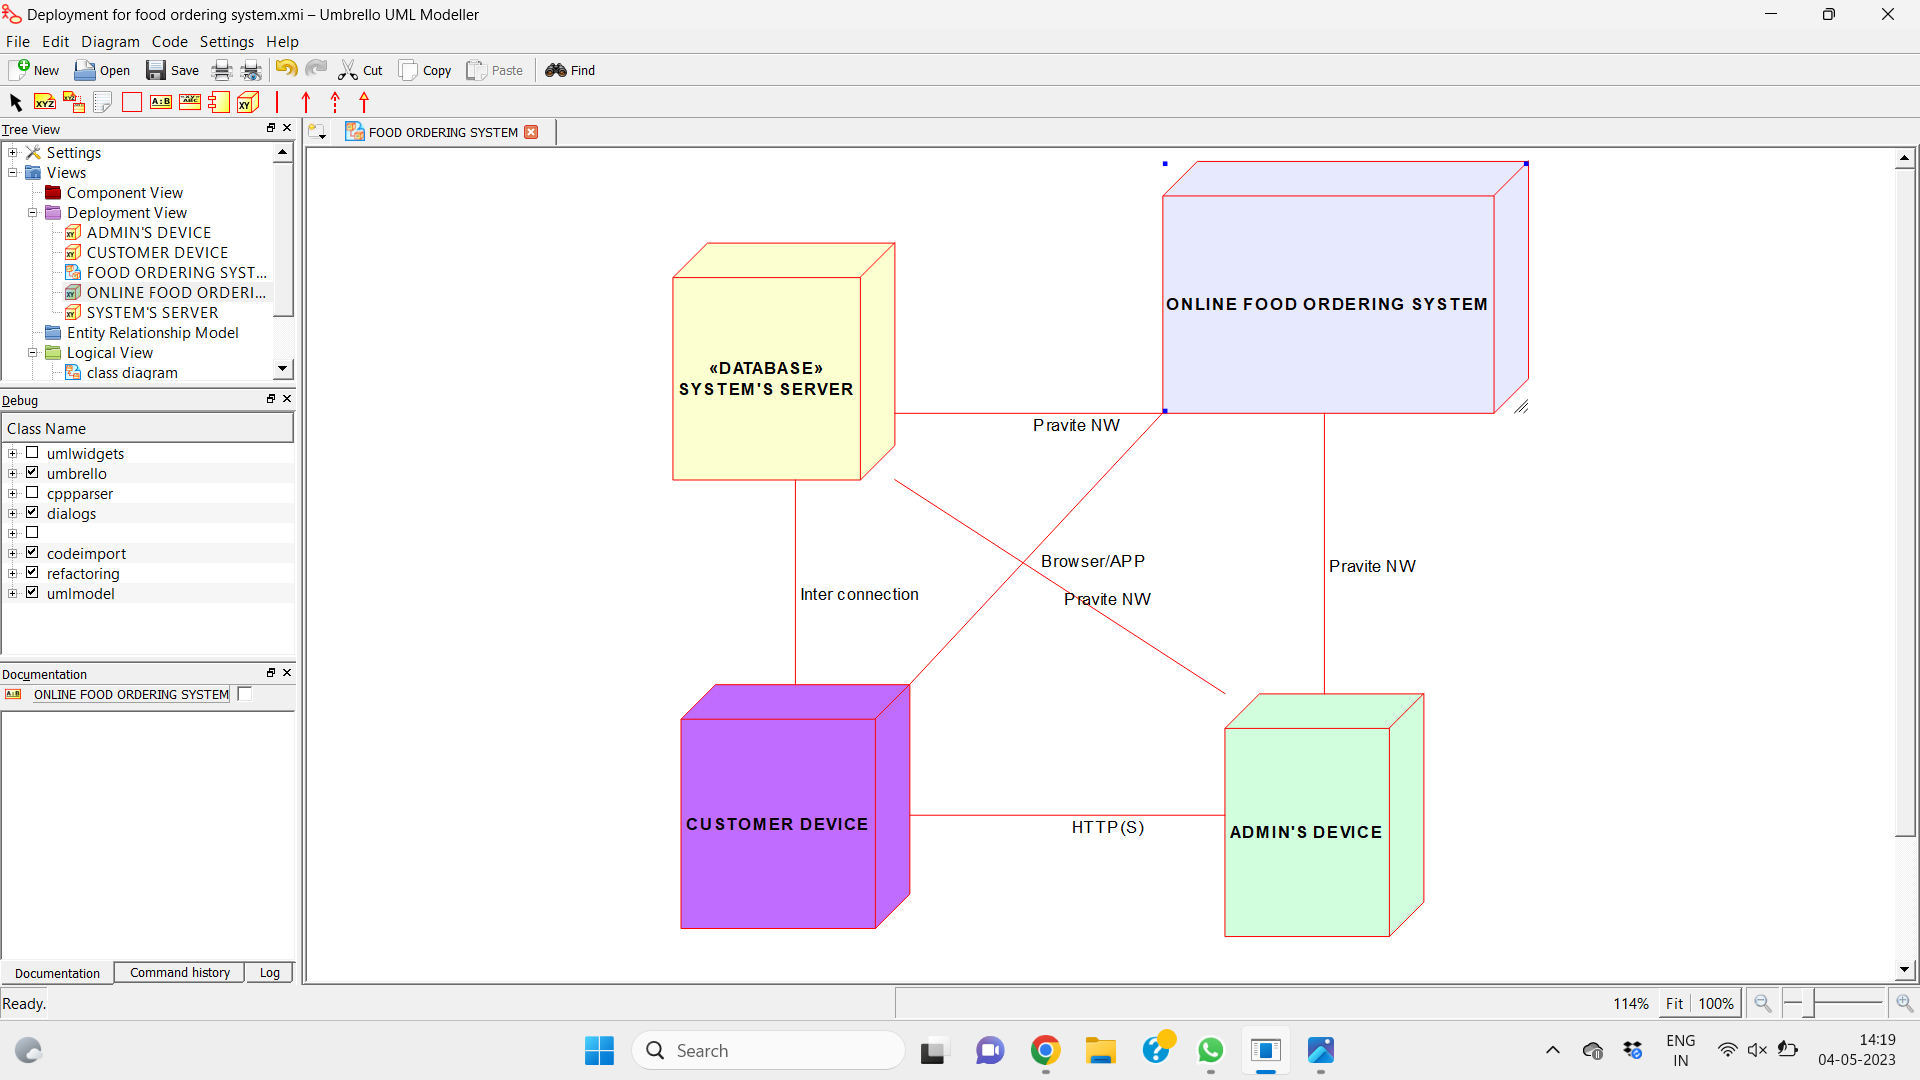 Deployment for food ordering system.xmi – Umbrello UML Modeller
File Edit Diagram Code Settings Help
New Open Save Cut Copy Paste Find
XYZ XYZ A:B ABC XY
Tree View
FOOD ORDERING SYSTEM
Settings
Views
Component View
Deployment View
ADMIN'S DEVICE
CUSTOMER DEVICE
FOOD ORDERING SYST...
ONLINE FOOD ORDERI...
SYSTEM'S SERVER
Entity Relationship Model
Logical View
class diagram
Debug
Class Name
umlwidgets
umbrello
cppparser
dialogs
codeimport
refactoring
umlmodel
Documentation
A:B ONLINE FOOD ORDERING SYSTEM
Documentation Command history Log
ONLINE FOOD ORDERING SYSTEM
«DATABASE»
SYSTEM'S SERVER
Pravite NW
Browser/APP
Pravite NW
Inter connection
Pravite NW
CUSTOMER DEVICE
HTTP(S)
ADMIN'S DEVICE
Ready.
114% Fit 100%
Search
ENG
IN
14:19
04-05-2023